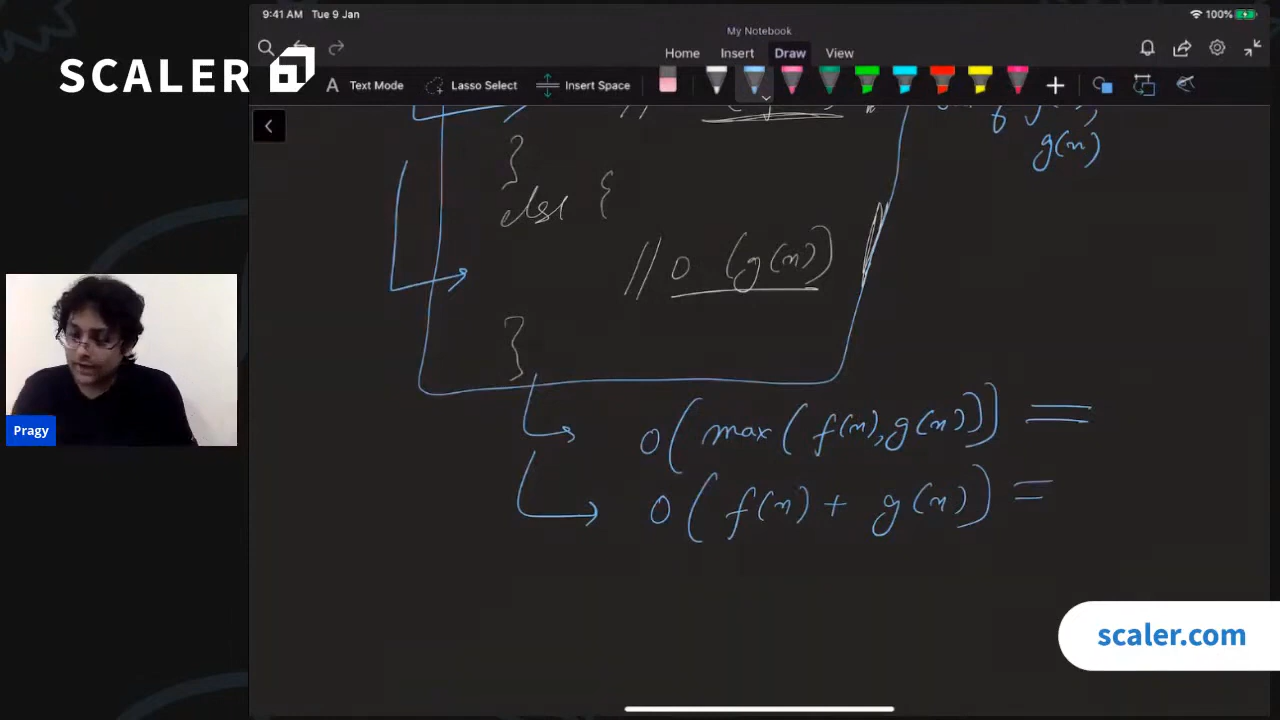 9:41 AM Tue 9 Jan
100%
My Notebook
Home Insert Draw View
SCALER
Text Mode Lasso Select Insert Space
g(n)
}
else {
// O (g(n))
}
O(max(f(n), g(n))) =
O(f(n) + g(n)) =
Pragy
scaler.com